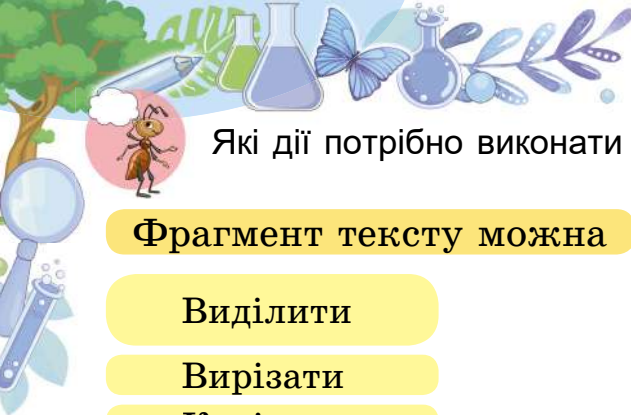 Які дії потрібно виконати
Фрагмент тексту можна
Виділити
Вирізати